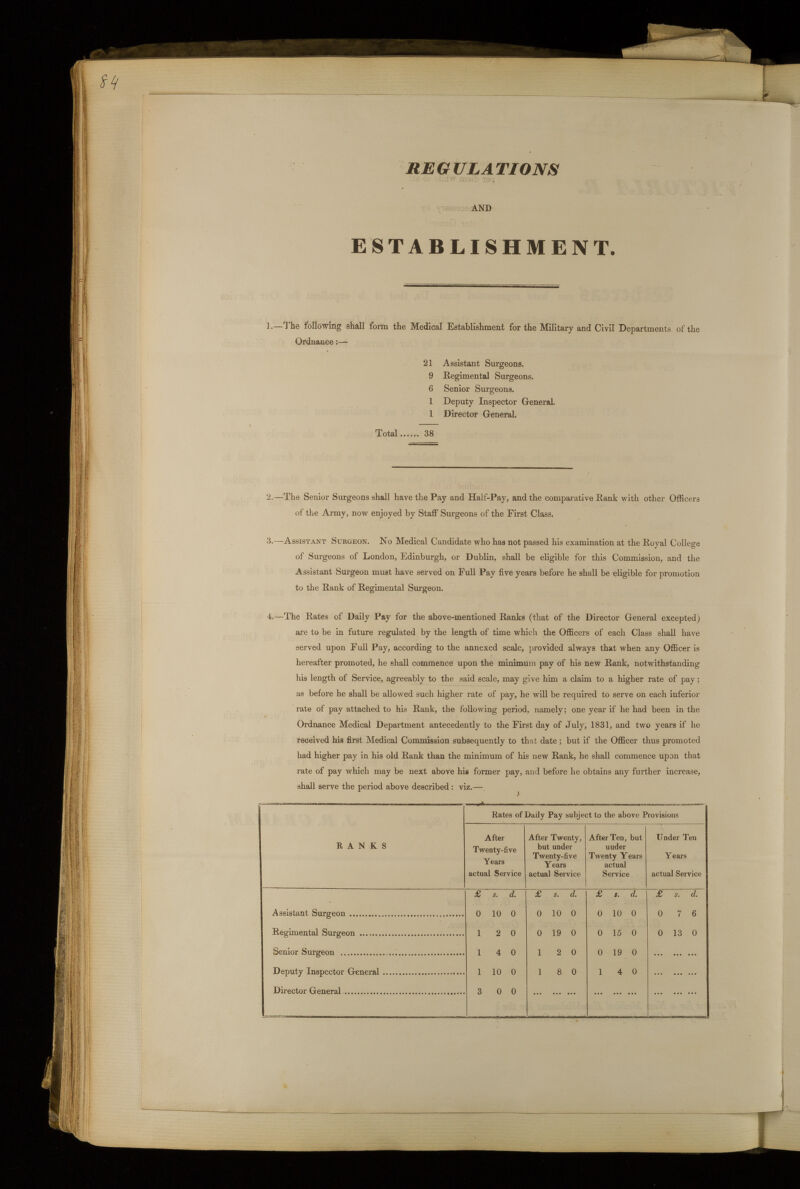 84
REGULATIONS
AND
ESTABLISHMENT.
1.—The following shall form the Medical Establishment for the Military and Civil Departments of the
Ordnance:—
21 Assistant Surgeons.
9 Regimental Surgeons.
6 Senior Surgeons.
1 Deputy Inspector General.
1 Director General.
Total...... 38
2.—The Senior Surgeons shall have the Pay and Half-Pay, and the comparative Rank with other Officers
of the Army, now enjoyed by Staff Surgeons of the First Class.
3.—Assistant Surgeon. No Medical Candidate who has not passed his examination at the Royal College
of Surgeons of London, Edinburgh, or Dublin, shall be eligible for this Commission, and the
Assistant Surgeon must have served on Full Pay five years before he shall be eligible for promotion
to the Rank of Regimental Surgeon.
4.—The Rates of Daily Pay for the above-mentioned Ranks (that of the Director General excepted)
are to be in future regulated by the length of time which the Officers of each Class shall have
served upon Full Pay, according to the annexed scale, provided always that when any Officer is
hereafter promoted, he shall commence upon the minimum pay of his new Rank, notwithstanding
his length of Service, agreeably to the said scale, may give him a claim to a higher rate of pay;
as before he shall be allowed such higher rate of pay, he will be required to serve on each inferior
rate of pay attached to his Rank, the following period, namely; one year if he had been in the
Ordnance Medical Department antecedently to the First day of July, 1831, and two years if he
received his first Medical Commission subsequently to that date; but if the Officer thus promoted
had higher pay in his old Rank than the minimum of his new Rank, he shall commence upon that
rate of pay which may be next above his former pay, and before he obtains any further increase,
shall serve the period above described: viz.—
Rates of Daily Pay subject to the above Provisions
RANKS
After Twenty-five Years actual Service
After Twenty, but under Twenty-five Years actual Service
After Ten, but under Twenty Years actual Service
Under Ten Years actual Service
£ s. d. £ s. d. £ s. d. £ s. d.
Assistant Surgeon ........ 0 10 0 0 10 0 0 10 0 0 7 6
Regimental Surgeon ........ 1 2 0 0 19 0 0 15 0 0 13 0
Senior Surgeon ........ 1 4 0 1 2 0 0 19 0 ... ... ...
Deputy Inspector General ........ 1 10 0 1 8 0 1 4 0 ... ... ...
Director General ........ 3 0 0 ... ... ... ... ... ... ... ... ...